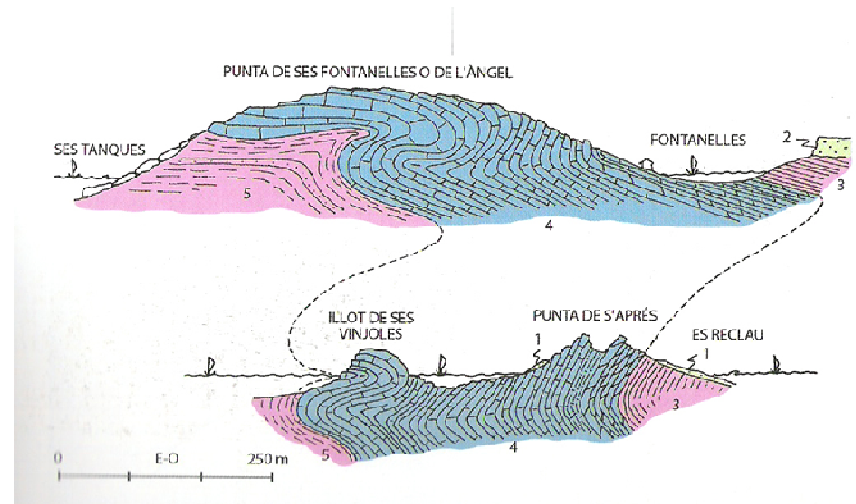 PUNTA DE SES FONTANELLES O DE L'ÀNGEL
SES TANQUES
FONTANELLES
2
5
3
4
ILLOT DE SES
VINJOLES
PUNTA DE S'APRÉS
1
ES RECLAU
1
3
4
5
0 E-O 250 m